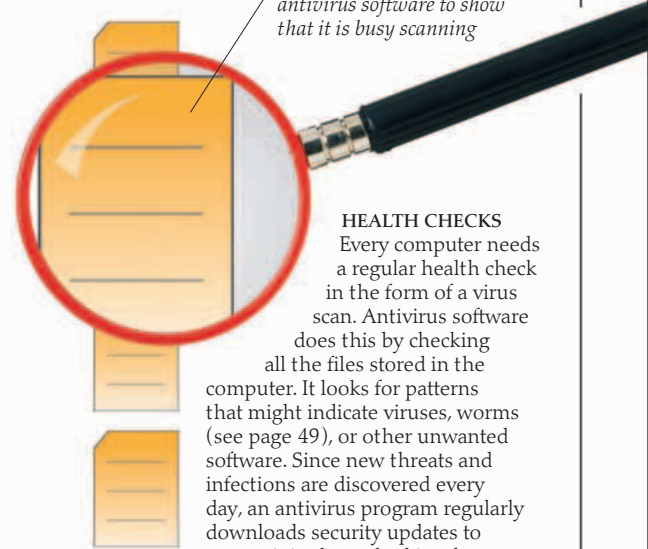 antivirus software to show
that it is busy scanning
HEALTH CHECKS
Every computer needs
a regular health check
in the form of a virus
scan. Antivirus software
does this by checking
all the files stored in the
computer. It looks for patterns
that might indicate viruses, worms
(see page 49), or other unwanted
software. Since new threats and
infections are discovered every
day, an antivirus program regularly
downloads security updates to